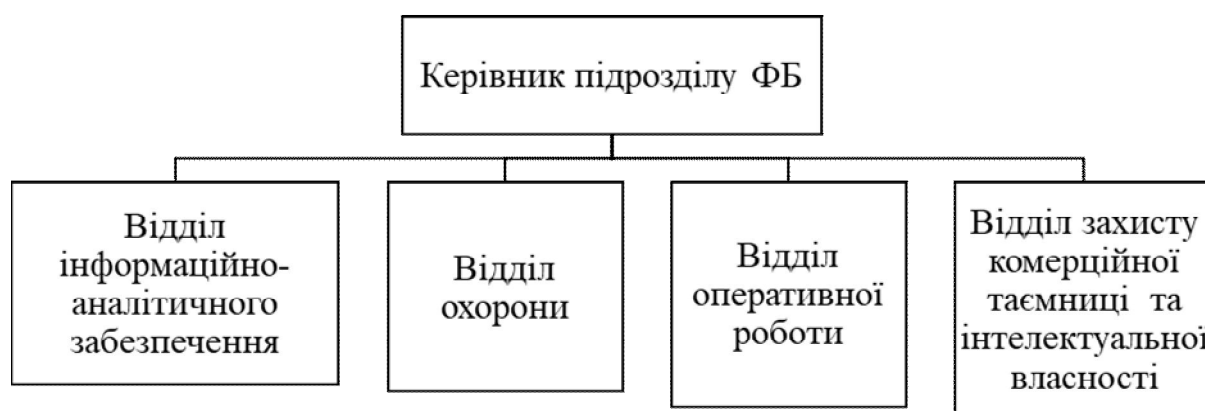 Керівник підрозділу ФБ
Відділ
інформаційно-
аналітичного
забезпечення
Відділ
охорони
Відділ
оперативної
роботи
Відділ захисту
комерційної
таємниці та
інтелектуальної
власності